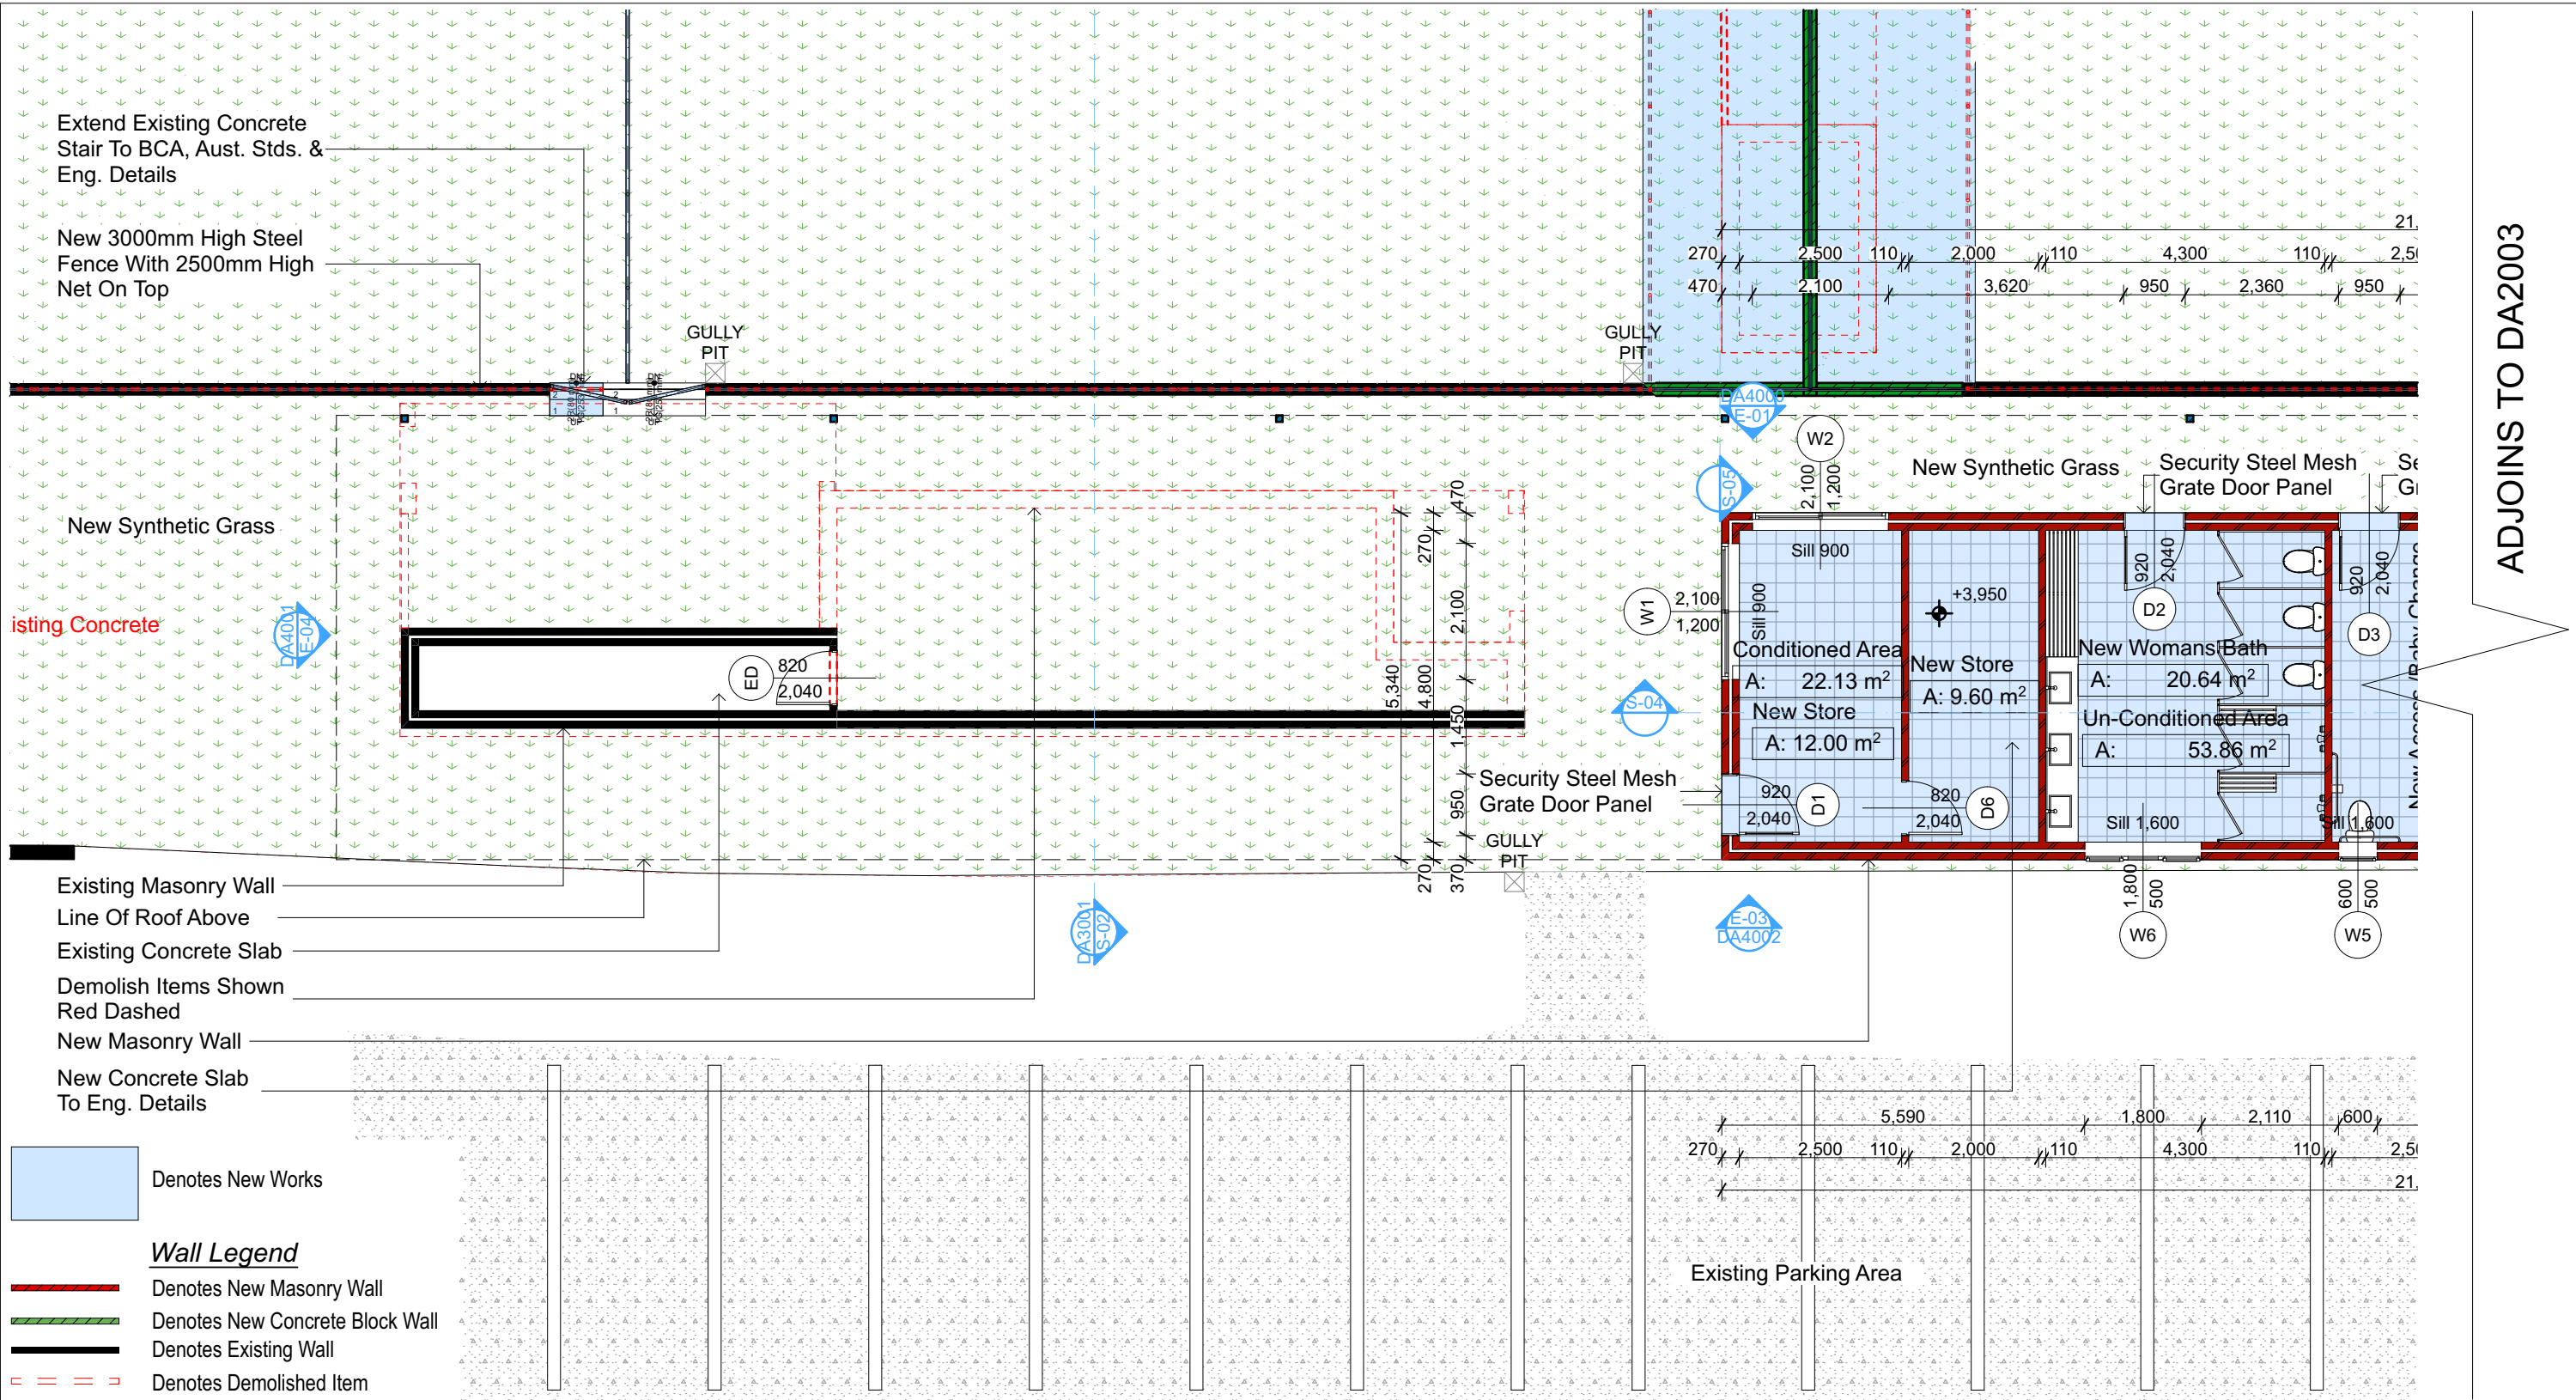 Extend Existing Concrete
Stair To BCA, Aust. Stds. &
Eng. Details
New 3000mm High Steel
Fence With 2500mm High
Net On Top
GULLY
PIT
GULLY
PIT
21,
270 2,500 110 2,000 110 4,300 110 2,50
470 2,100 3,620 950 2,360 950
ADJOINS TO DA2003
DA4000
E-01
S-05
W2
2,100
1,200
New Synthetic Grass
Security Steel Mesh
Grate Door Panel
Se
Gr
New Synthetic Grass
isting Concrete
DA4001
E-04
ED
820
2,040
470
270
2,100
5,340
4,800
1,450
950
270
370
W1
2,100
1,200
Sill 900
Sill 900
+3,950
920
2,040
D2
920
2,040
D3
Conditioned Area
A: 22.13 m²
New Store
A: 12.00 m²
New Store
A: 9.60 m²
New Womans Bath
A: 20.64 m²
Un-Conditioned Area
A: 53.86 m²
New Access /Baby Change
S-04
Security Steel Mesh
Grate Door Panel
920
2,040
D1
820
2,040
D6
Sill 1,600
Sill 1,600
GULLY
PIT
1,800
500
W6
600
500
W5
DA3001
S-02
E-03
DA4002
Existing Masonry Wall
Line Of Roof Above
Existing Concrete Slab
Demolish Items Shown
Red Dashed
New Masonry Wall
New Concrete Slab
To Eng. Details
5,590 1,800 2,110 600
270 2,500 110 2,000 110 4,300 110 2,50
21,
Existing Parking Area
Denotes New Works
Wall Legend
Denotes New Masonry Wall
Denotes New Concrete Block Wall
Denotes Existing Wall
Denotes Demolished Item